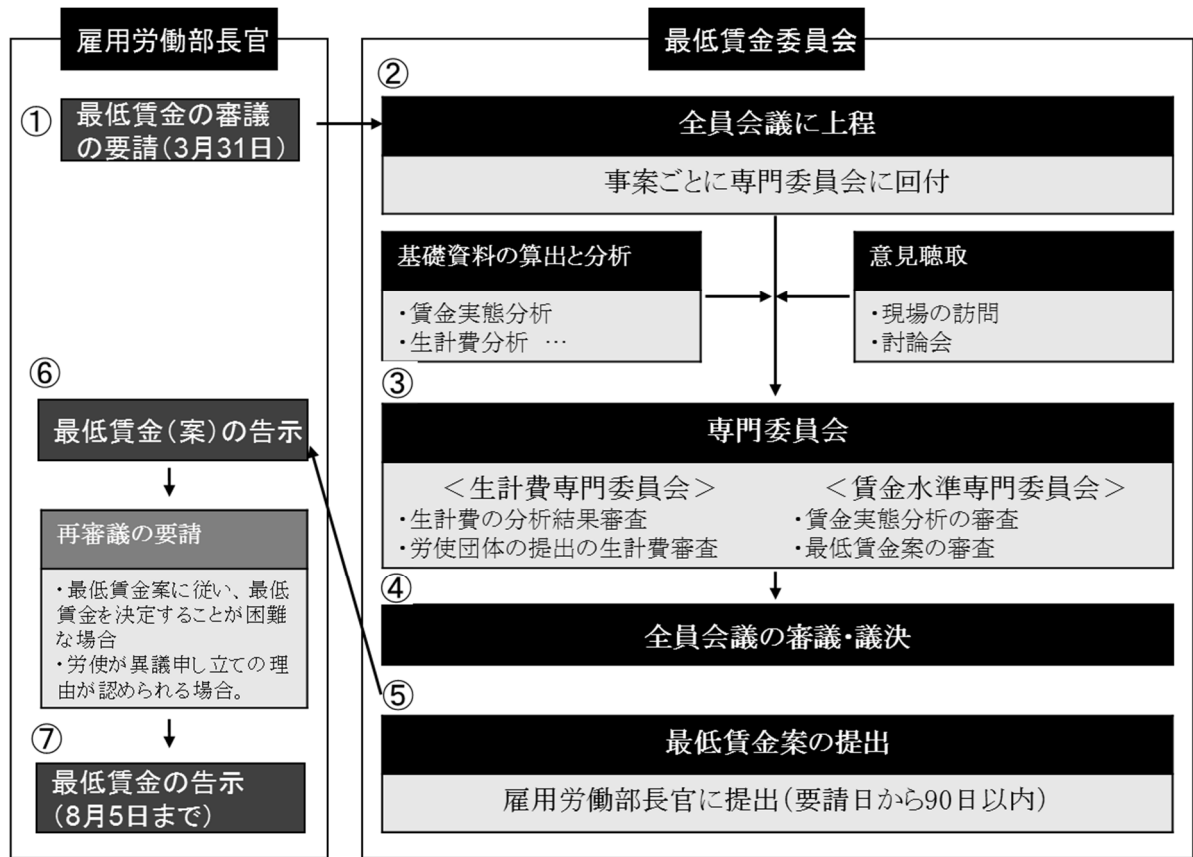 雇用労働部長官
①
最低賃金の審議
の要請(3月31日)
⑥
最低賃金(案)の告示
再審議の要請
・最低賃金案に従い、最低
賃金を決定することが困難
な場合
・労使が異議申し立ての理
由が認められる場合。
⑦
最低賃金の告示
(8月5日まで)
最低賃金委員会
②
全員会議に上程
事案ごとに専門委員会に回付
基礎資料の算出と分析
・賃金実態分析
・生計費分析 …
意見聴取
・現場の訪問
・討論会
③
専門委員会
＜生計費専門委員会＞
・生計費の分析結果審査
・労使団体の提出の生計費審査
＜賃金水準専門委員会＞
・賃金実態分析の審査
・最低賃金案の審査
④
全員会議の審議・議決
⑤
最低賃金案の提出
雇用労働部長官に提出(要請日から90日以内)